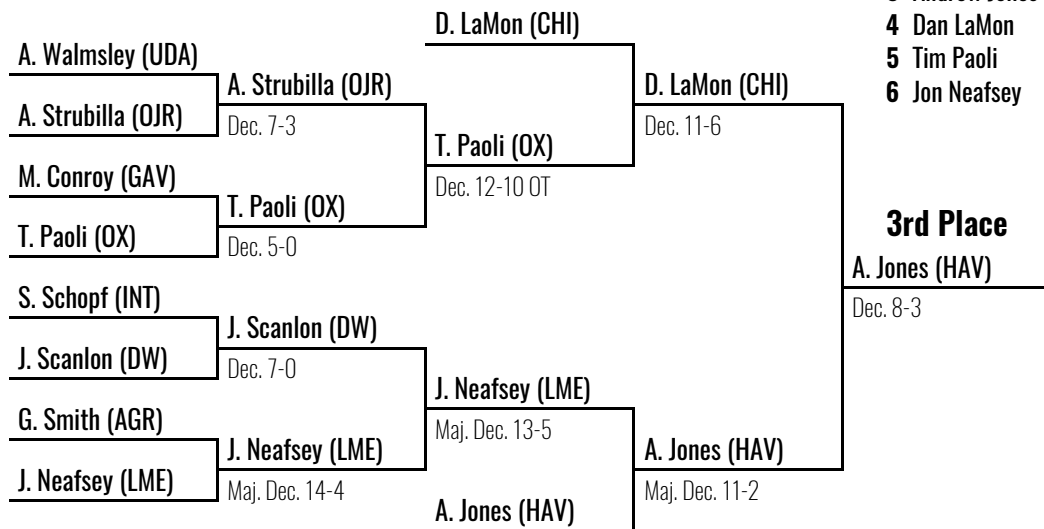 D. LaMon (CHI)
4 Dan LaMon
5 Tim Paoli
6 Jon Neafsey
A. Walmsley (UDA)
A. Strubilla (OJR)
A. Strubilla (OJR)
Dec. 7-3
D. LaMon (CHI)
Dec. 11-6
T. Paoli (OX)
Dec. 12-10 OT
M. Conroy (GAV)
T. Paoli (OX)
T. Paoli (OX)
Dec. 5-0
3rd Place
A. Jones (HAV)
Dec. 8-3
S. Schopf (INT)
J. Scanlon (DW)
J. Scanlon (DW)
Dec. 7-0
J. Neafsey (LME)
Maj. Dec. 13-5
G. Smith (AGR)
J. Neafsey (LME)
J. Neafsey (LME)
Maj. Dec. 14-4
A. Jones (HAV)
Maj. Dec. 11-2
A. Jones (HAV)